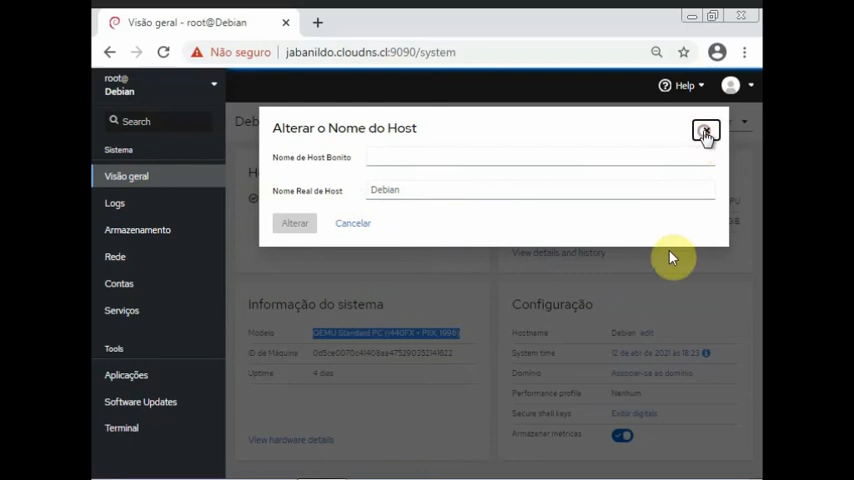 Visão geral - root@Debian
Não seguro
jabanildo.cloudns.cl:9090/system
root@
Debian
Help
Search
Alterar o Nome do Host
Nome de Host Bonito
Nome Real de Host
Debian
Alterar
Cancelar
Sistema
Visão geral
Logs
Armazenamento
Rede
Contas
Serviços
Tools
Aplicações
Software Updates
Terminal
View details and history
Informação do sistema
Modelo
QEMU Standard PC (i440FX + PIIX, 1996)
ID de Máquina
Uptime
4 dias
View hardware details
Configuração
Hostname
Debian edit
System time
12 de abr de 2021 às 18:23
Domínio
Associar-se ao domínio
Performance profile
Nenhum
Secure shell keys
Exibir digitais
Armazenar métricas